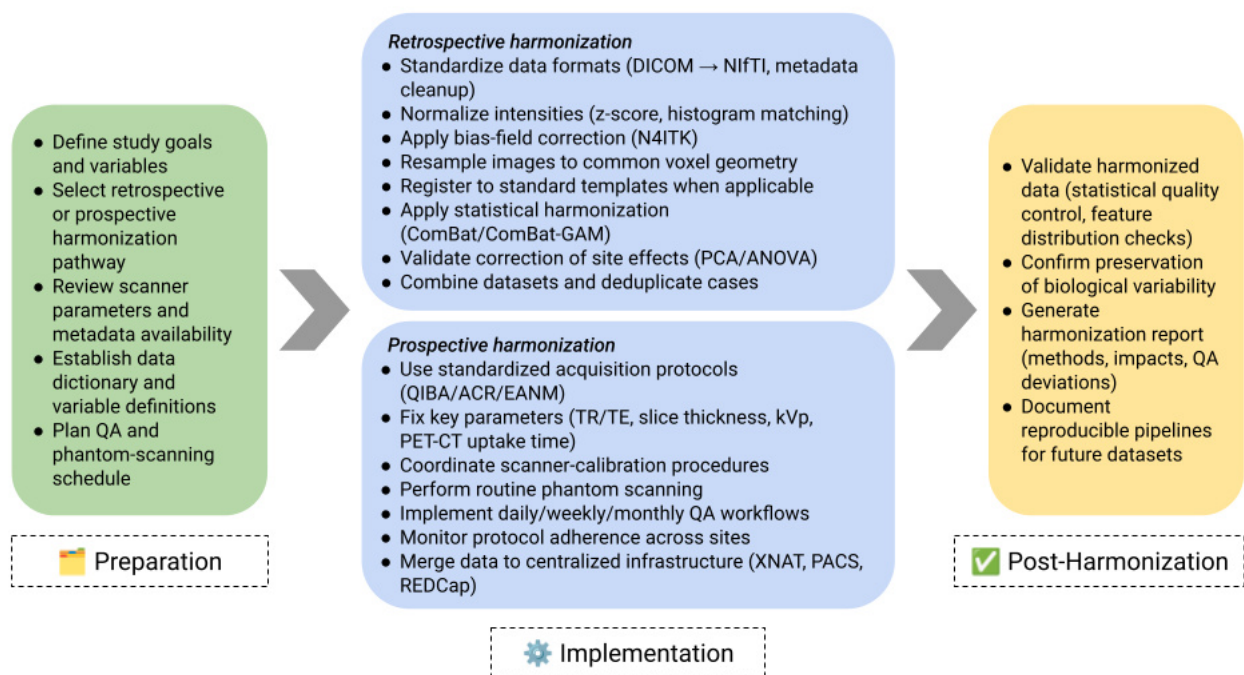 ● Define study goals
and variables
● Select retrospective
or prospective
harmonization
pathway
● Review scanner
parameters and
metadata availability
● Establish data
dictionary and
variable definitions
● Plan QA and
phantom-scanning
schedule
Preparation
Retrospective harmonization
● Standardize data formats (DICOM → NIfTI, metadata
cleanup)
● Normalize intensities (z-score, histogram matching)
● Apply bias-field correction (N4ITK)
● Resample images to common voxel geometry
● Register to standard templates when applicable
● Apply statistical harmonization
(ComBat/ComBat-GAM)
● Validate correction of site effects (PCA/ANOVA)
● Combine datasets and deduplicate cases
Prospective harmonization
● Use standardized acquisition protocols
(QIBA/ACR/EANM)
● Fix key parameters (TR/TE, slice thickness, kVp,
PET-CT uptake time)
● Coordinate scanner-calibration procedures
● Perform routine phantom scanning
● Implement daily/weekly/monthly QA workflows
● Monitor protocol adherence across sites
● Merge data to centralized infrastructure (XNAT, PACS,
REDCap)
Implementation
● Validate harmonized
data (statistical quality
control, feature
distribution checks)
● Confirm preservation
of biological variability
● Generate
harmonization report
(methods, impacts, QA
deviations)
● Document
reproducible pipelines
for future datasets
Post-Harmonization